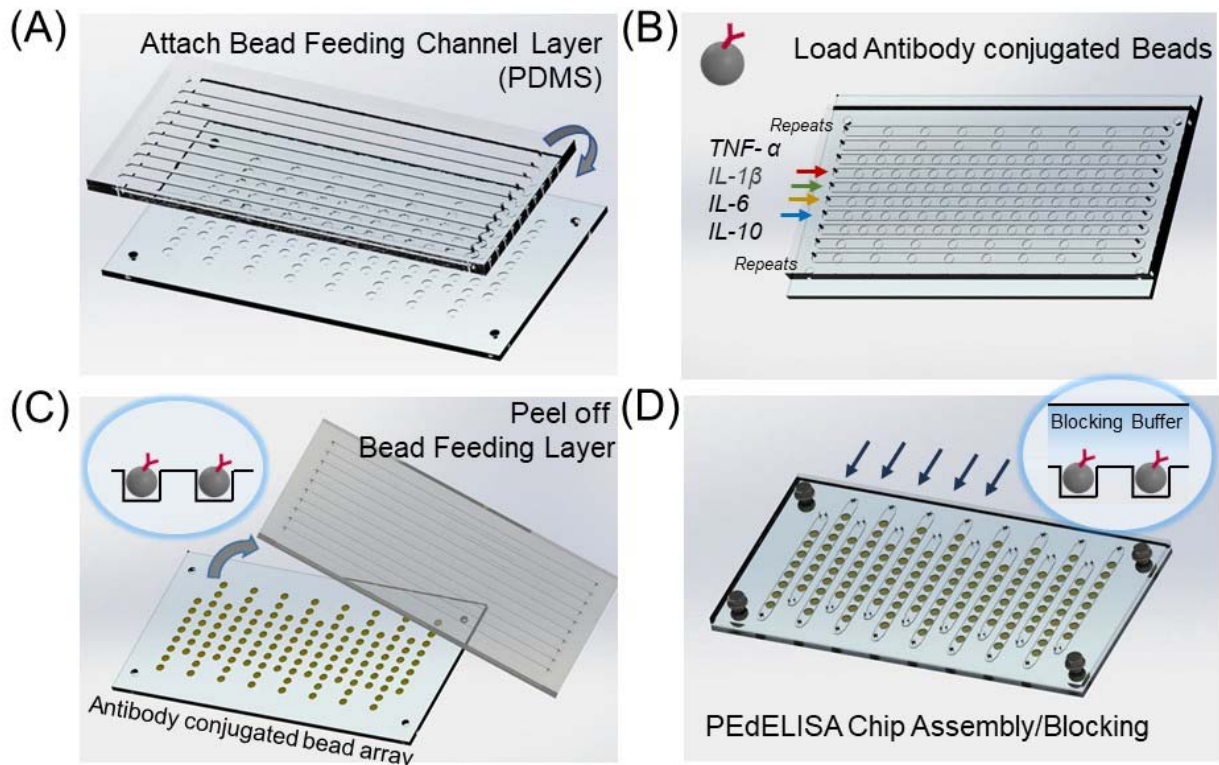 (A)
Attach Bead Feeding Channel Layer
(PDMS)
(B)
Load Antibody conjugated Beads
Repeats
TNF- α
IL-1β
IL-6
IL-10
Repeats
(C)
Peel off
Bead Feeding Layer
Antibody conjugated bead array
(D)
Blocking Buffer
PEdELISA Chip Assembly/Blocking